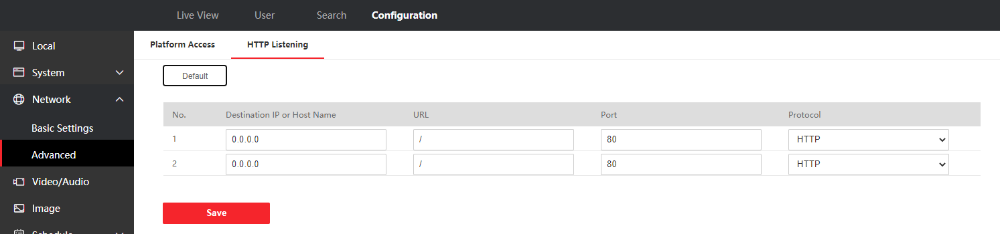 Live View User Search Configuration
Local
System
Network
Basic Settings
Advanced
Video/Audio
Image
Schedule
Platform Access HTTP Listening
Default
No. Destination IP or Host Name URL Port Protocol
1 0.0.0.0 / 80 HTTP
2 0.0.0.0 / 80 HTTP
Save